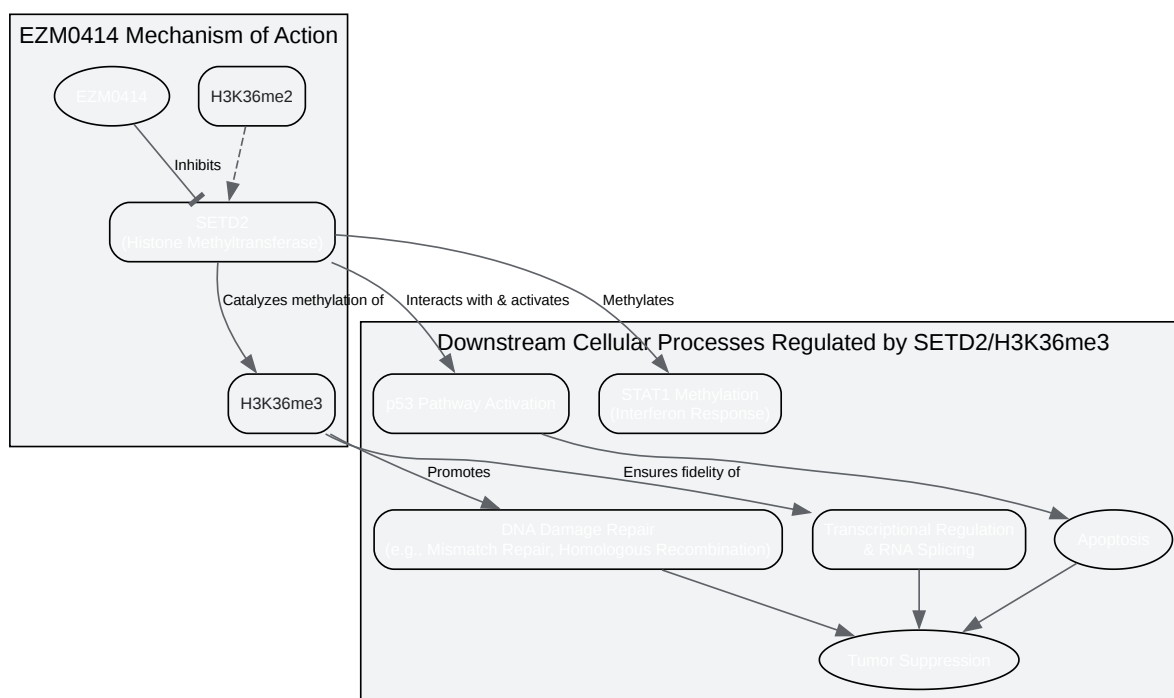 EZM0414 Mechanism of Action
EZM0414
H3K36me2
Inhibits
SETD2
(Histone Methyltransferase)
Catalyzes methylation of
Interacts with & activates
Methylates
Downstream Cellular Processes Regulated by SETD2/H3K36me3
H3K36me3
p53 Pathway Activation
STAT1 Methylation
(Interferon Response)
Promotes
Ensures fidelity of
DNA Damage Repair
(e.g., Mismatch Repair, Homologous Recombination)
Transcriptional Regulation
& RNA Splicing
Apoptosis
Tumor Suppression